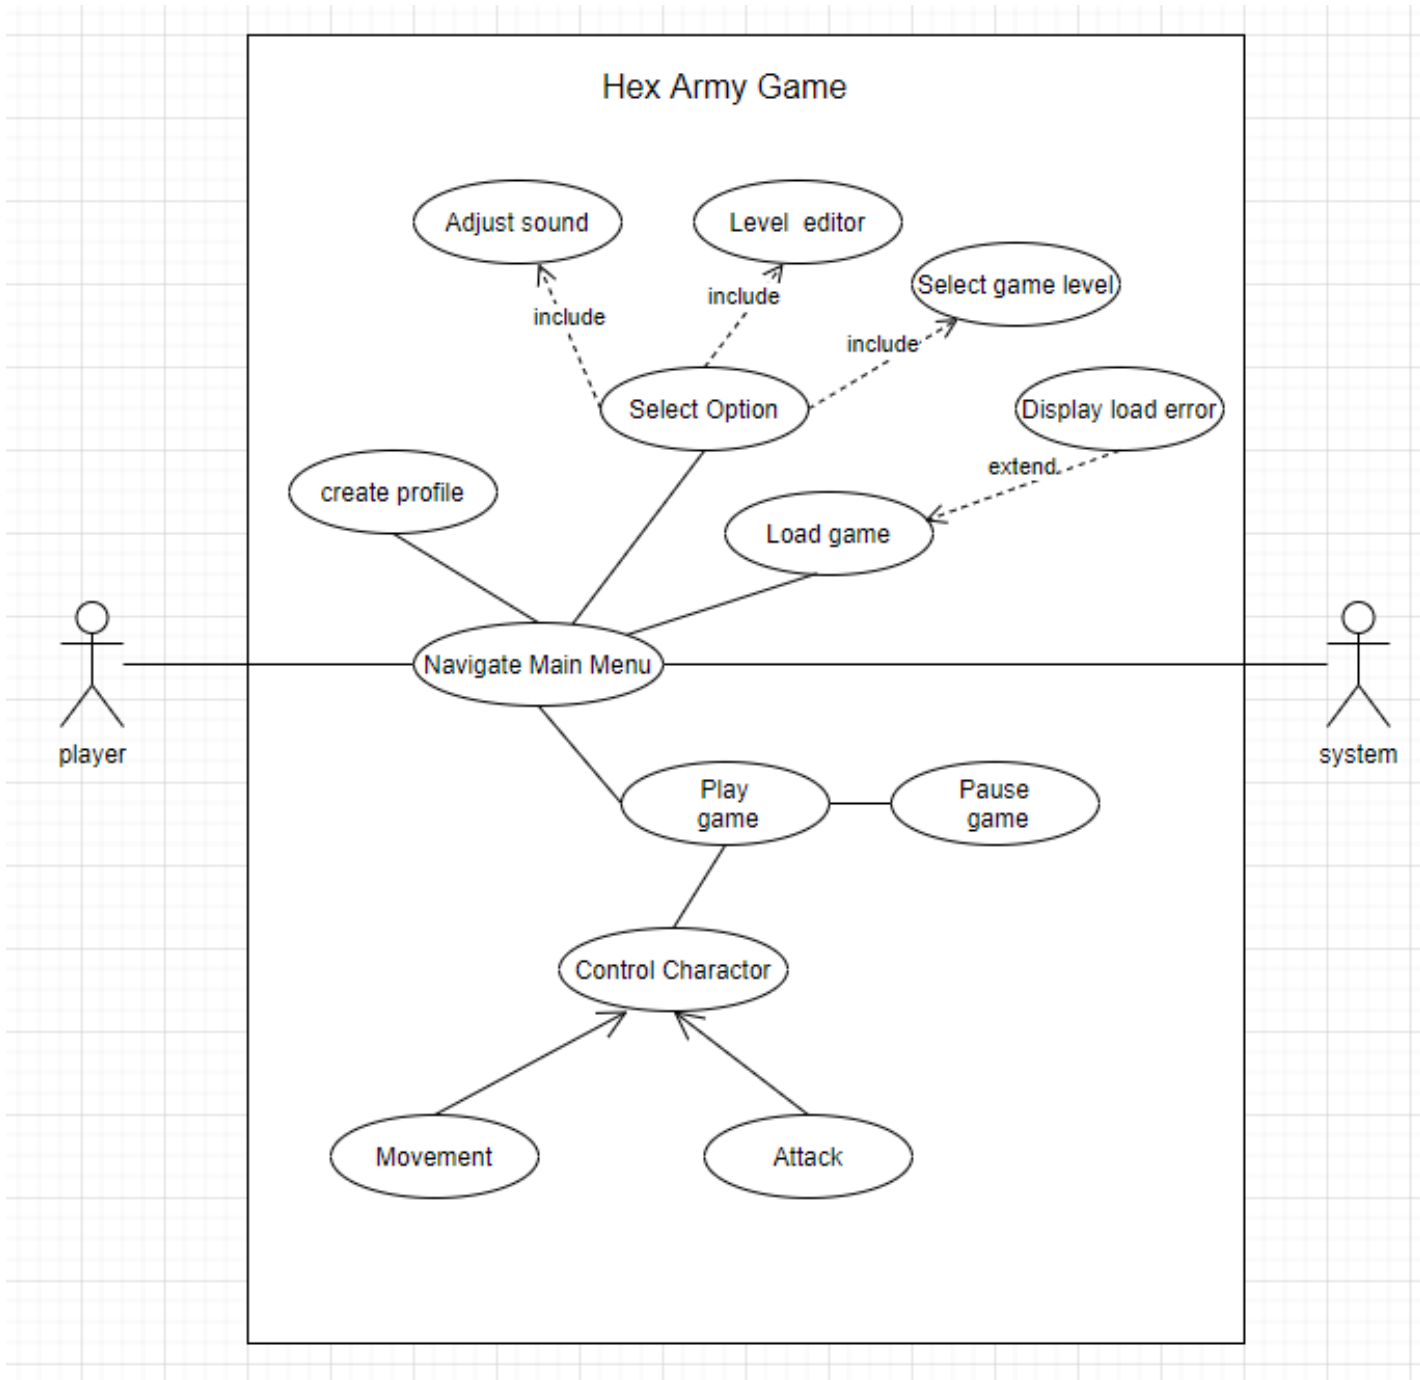 Hex Army Game
Adjust sound
Level editor
Select game level
include
include
include
Select Option
Display load error
extend
create profile
Load game
Navigate Main Menu
player
system
Play
game
Pause
game
Control Charactor
Movement
Attack